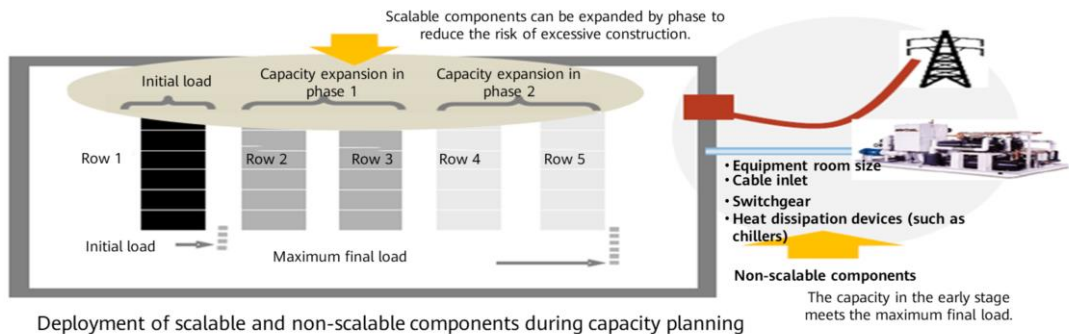 Scalable components can be expanded by phase to
reduce the risk of excessive construction.
Initial load
Capacity expansion in
phase 1
Capacity expansion in
phase 2
Row 1
Row 2
Row 3
Row 4
Row 5
Initial load
Maximum final load
• Equipment room size
• Cable inlet
• Switchgear
• Heat dissipation devices (such as
chillers)
Non-scalable components
The capacity in the early stage
meets the maximum final load.
Deployment of scalable and non-scalable components during capacity planning